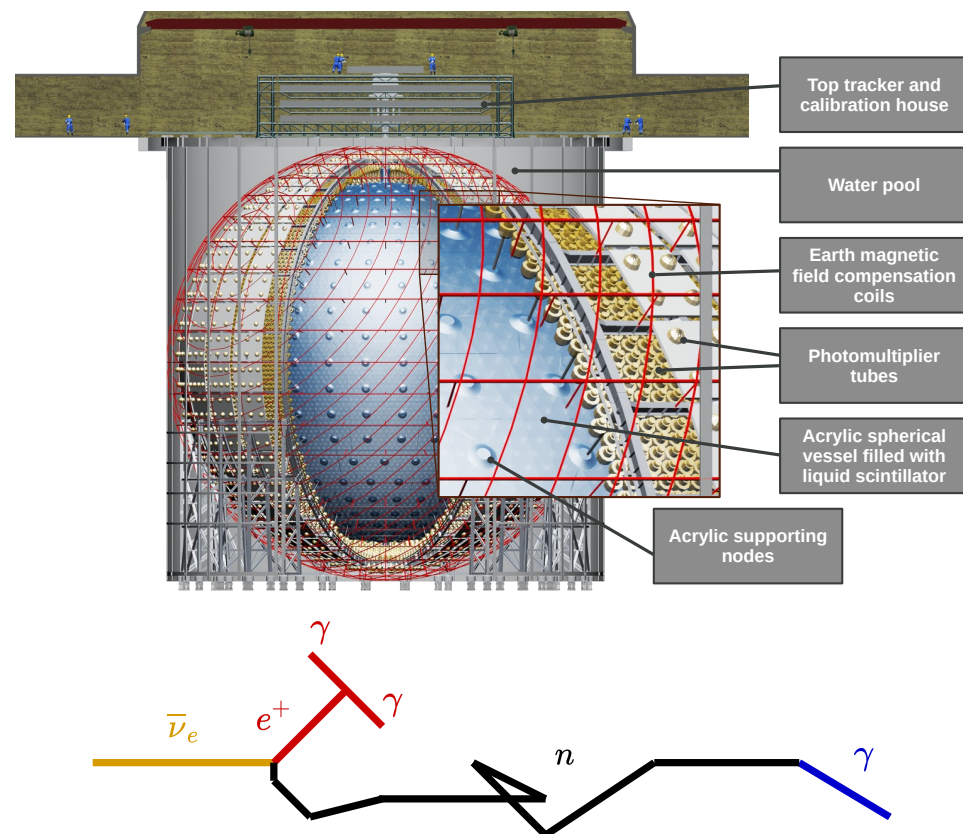 Top tracker and
calibration house
Water pool
Earth magnetic
field compensation
coils
Photomultiplier
tubes
Acrylic spherical
vessel filled with
liquid scintillator
Acrylic supporting
nodes
γ
γ
e⁺
ν̅ₑ
n
γ